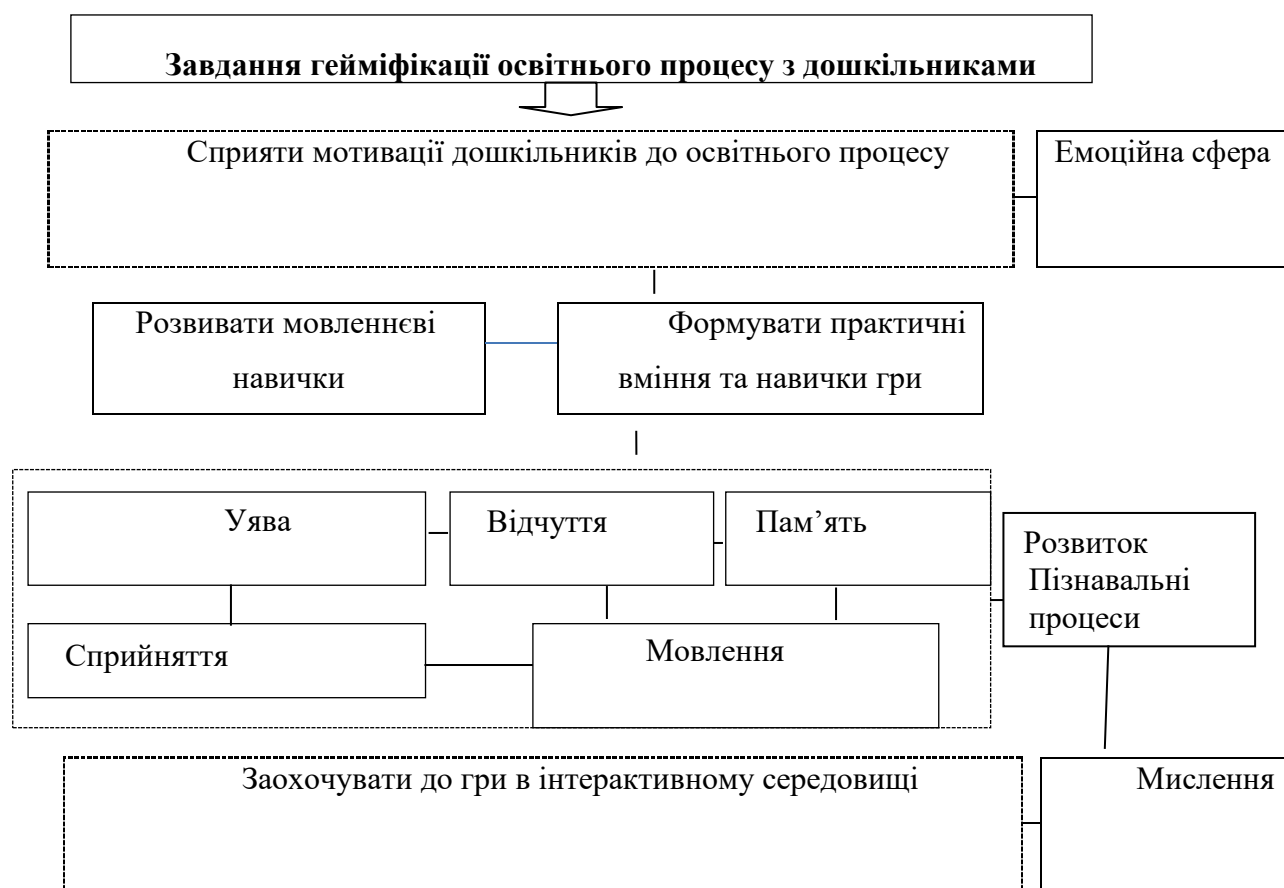 Завдання гейміфікації освітнього процесу з дошкільниками
Сприяти мотивації дошкільників до освітнього процесу
Емоційна сфера
Розвивати мовленнєві
навички
Формувати практичні
вміння та навички гри
Уява
Відчуття
Пам’ять
Розвиток
Пізнавальні
процеси
Сприйняття
Мовлення
Заохочувати до гри в інтерактивному середовищі
Мислення